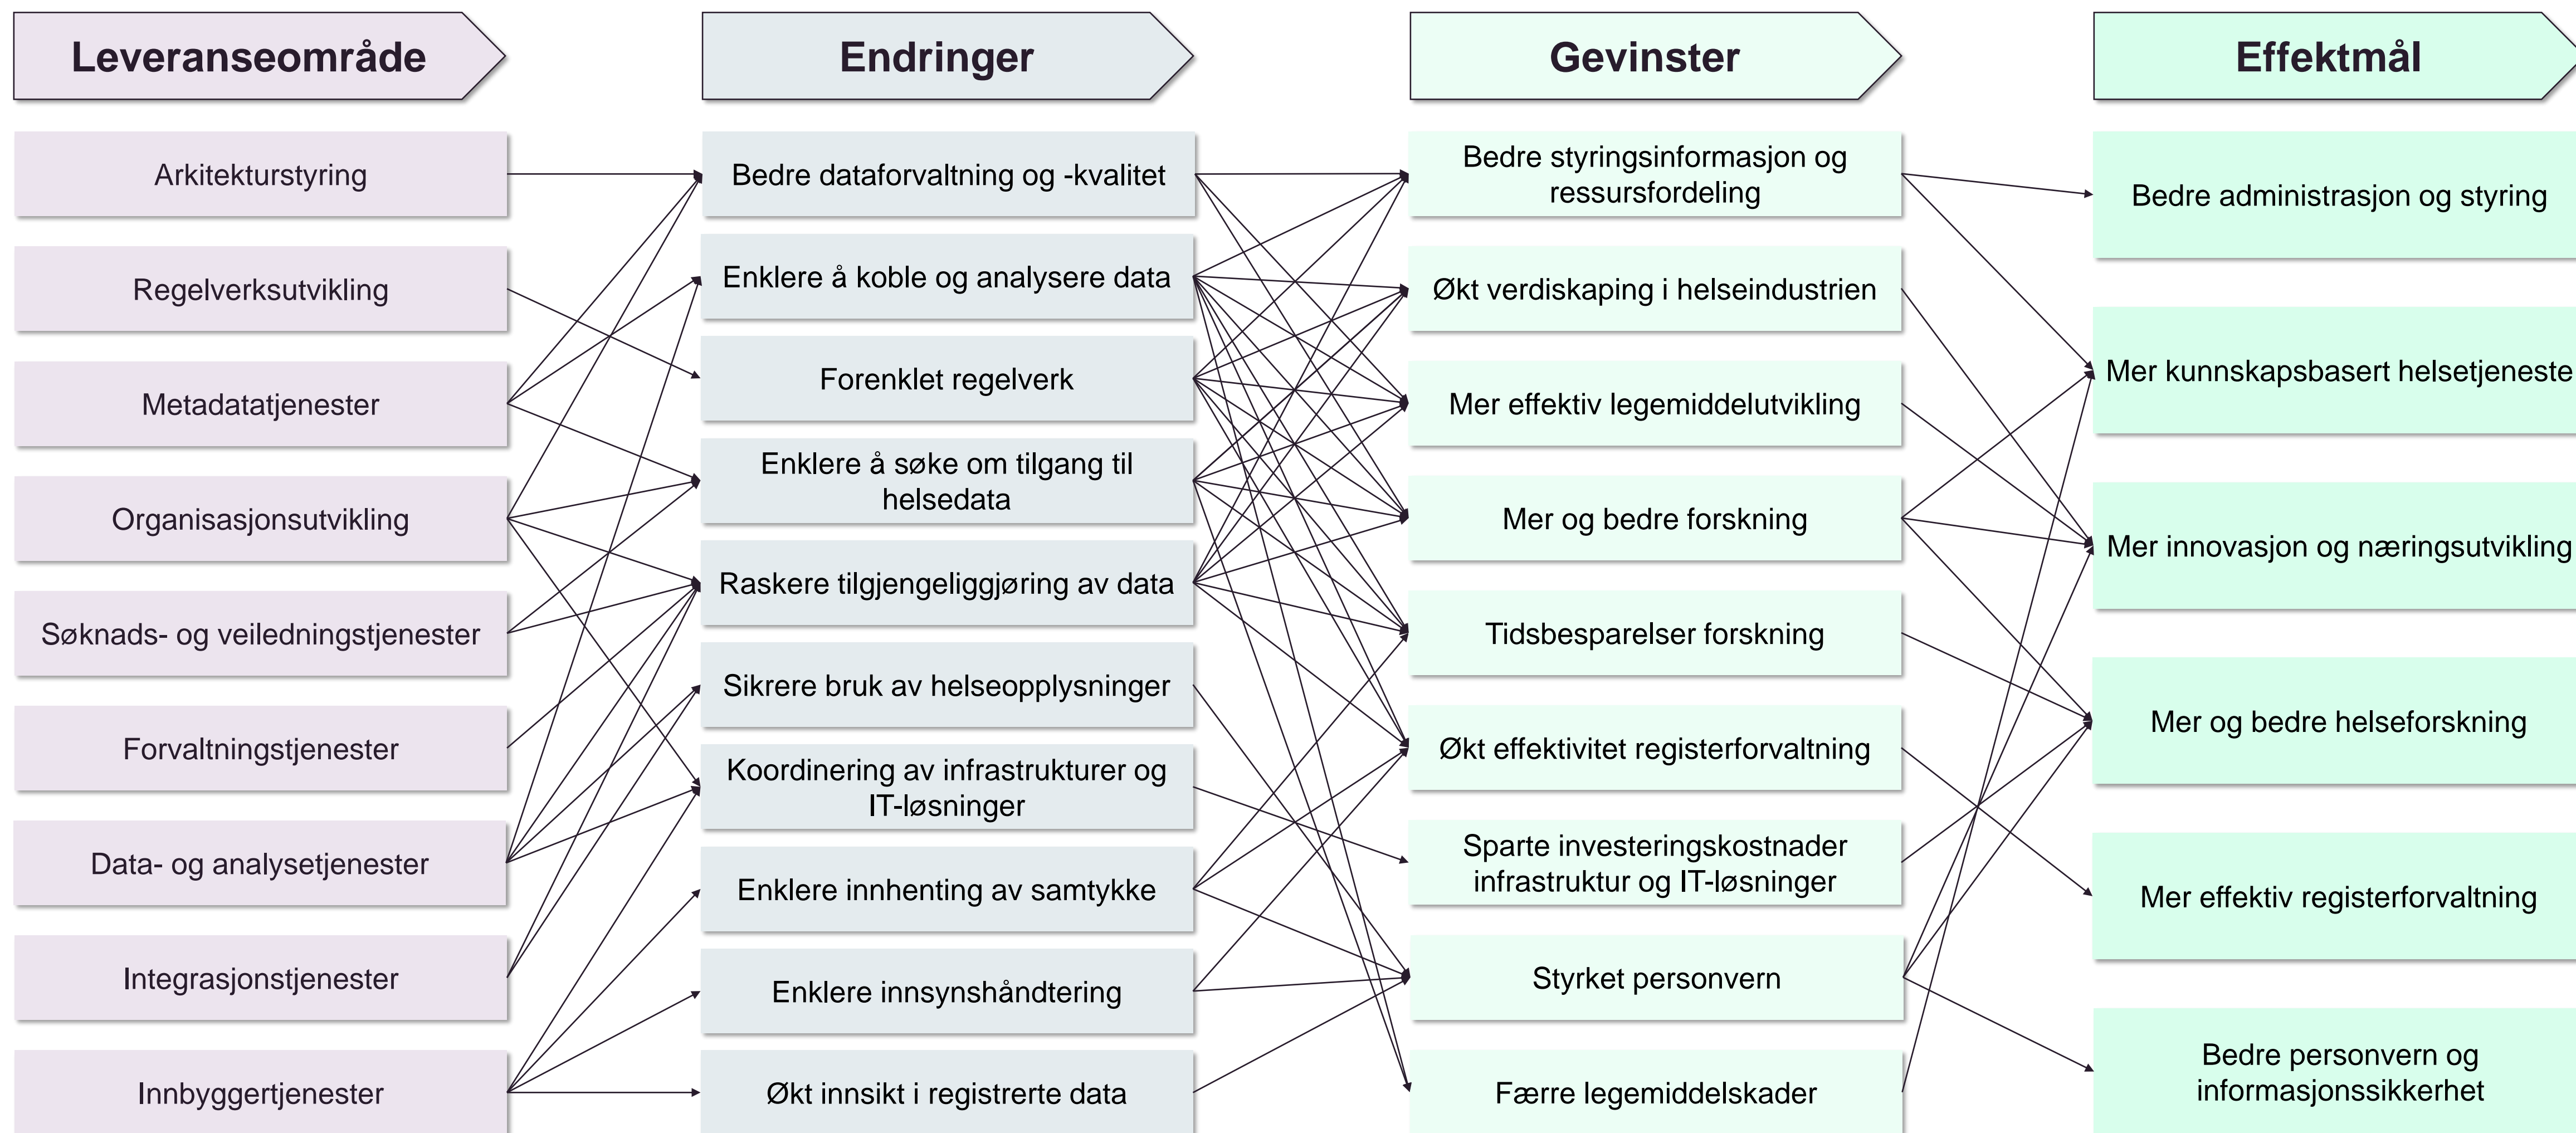 Leveranseområde
Arkitekturstyring
Regelverksutvikling
Metadatatjenester
Organisasjonsutvikling
Søknads- og veiledningstjenester
Forvaltningstjenester
Data- og analysetjenester
Integrasjonstjenester
Innbyggertjenester
Endringer
Bedre dataforvaltning og -kvalitet
Enklere å koble og analysere data
Forenklet regelverk
Enklere å søke om tilgang til
helsedata
Raskere tilgjengeliggjøring av data
Sikrere bruk av helseopplysninger
Koordinering av infrastrukturer og
IT-løsninger
Enklere innhenting av samtykke
Enklere innsynshåndtering
Økt innsikt i registrerte data
Gevinster
Bedre styringsinformasjon og
ressursfordeling
Økt verdiskaping i helseindustrien
Mer effektiv legemiddelutvikling
Mer og bedre forskning
Tidsbesparelser forskning
Økt effektivitet registerforvaltning
Sparte investeringskostnader
infrastruktur og IT-løsninger
Styrket personvern
Færre legemiddelskader
Effektmål
Bedre administrasjon og styring
Mer kunnskapsbasert helsetjeneste
Mer innovasjon og næringsutvikling
Mer og bedre helseforskning
Mer effektiv registerforvaltning
Bedre personvern og
informasjonssikkerhet